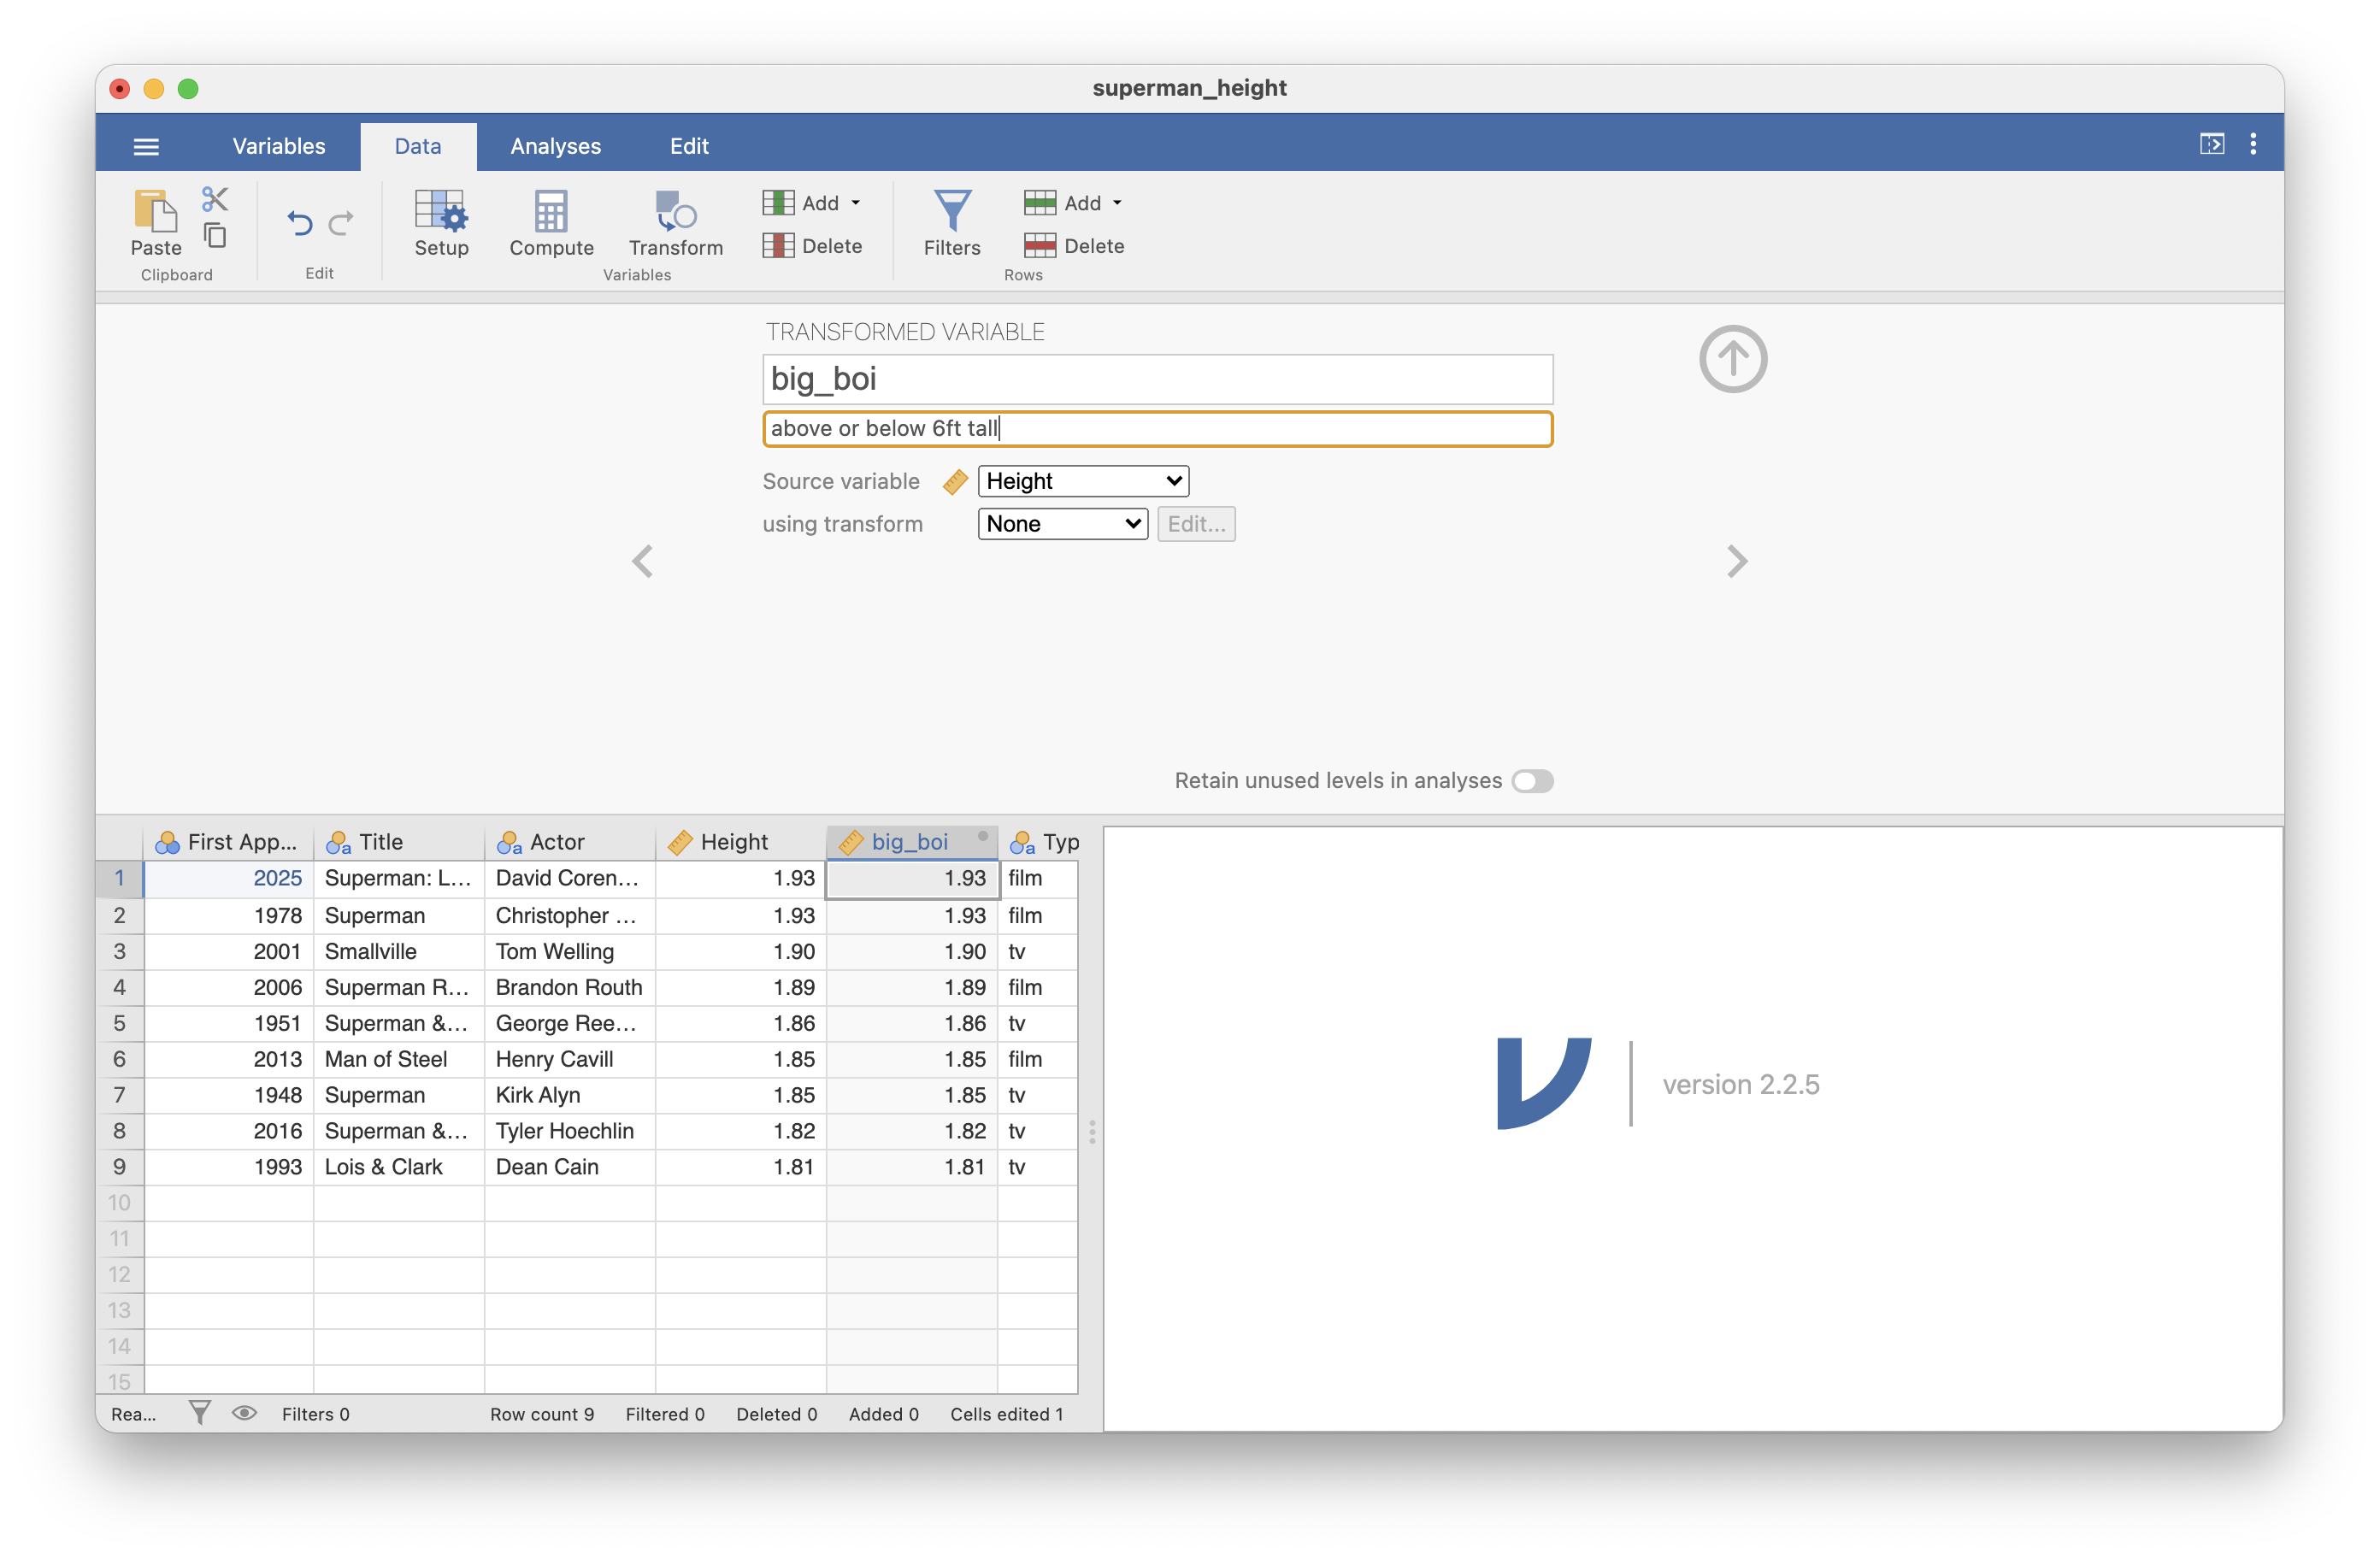 superman_height
Variables Data Analyses Edit
Paste
Clipboard
Edit
Setup Compute Transform
Add
Delete
Variables
Filters
Add
Delete
Rows
TRANSFORMED VARIABLE
big_boi
above or below 6ft tall
Source variable Height
using transform None Edit...
Retain unused levels in analyses
First App... Title Actor Height big_boi Typ
1 2025 Superman: L... David Coren... 1.93 1.93 film
2 1978 Superman Christopher ... 1.93 1.93 film
3 2001 Smallville Tom Welling 1.90 1.90 tv
4 2006 Superman R... Brandon Routh 1.89 1.89 film
5 1951 Superman &... George Ree... 1.86 1.86 tv
6 2013 Man of Steel Henry Cavill 1.85 1.85 film
7 1948 Superman Kirk Alyn 1.85 1.85 tv
8 2016 Superman &... Tyler Hoechlin 1.82 1.82 tv
9 1993 Lois & Clark Dean Cain 1.81 1.81 tv
10
11
12
13
14
15
version 2.2.5
Rea... Filters 0 Row count 9 Filtered 0 Deleted 0 Added 0 Cells edited 1